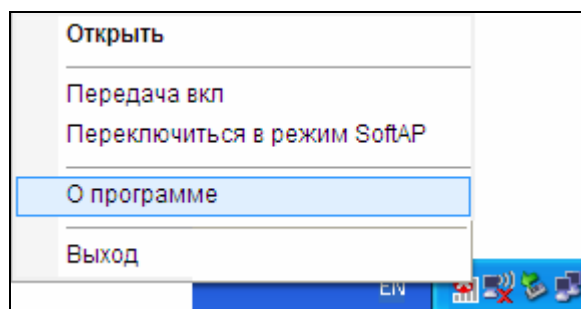 Открыть
Передача вкл
Переключиться в режим SoftAP
О программе
Выход
EN